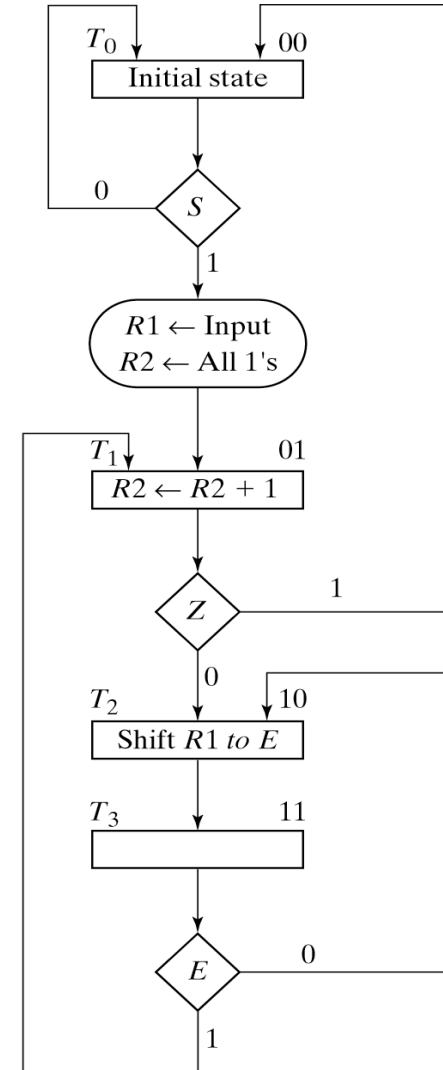 T₀ 00
Initial state
0
S
1
R1 ← Input
R2 ← All 1's
T₁ 01
R2 ← R2 + 1
1
Z
0
T₂ 10
Shift R1 to E
T₃ 11
0
E
1